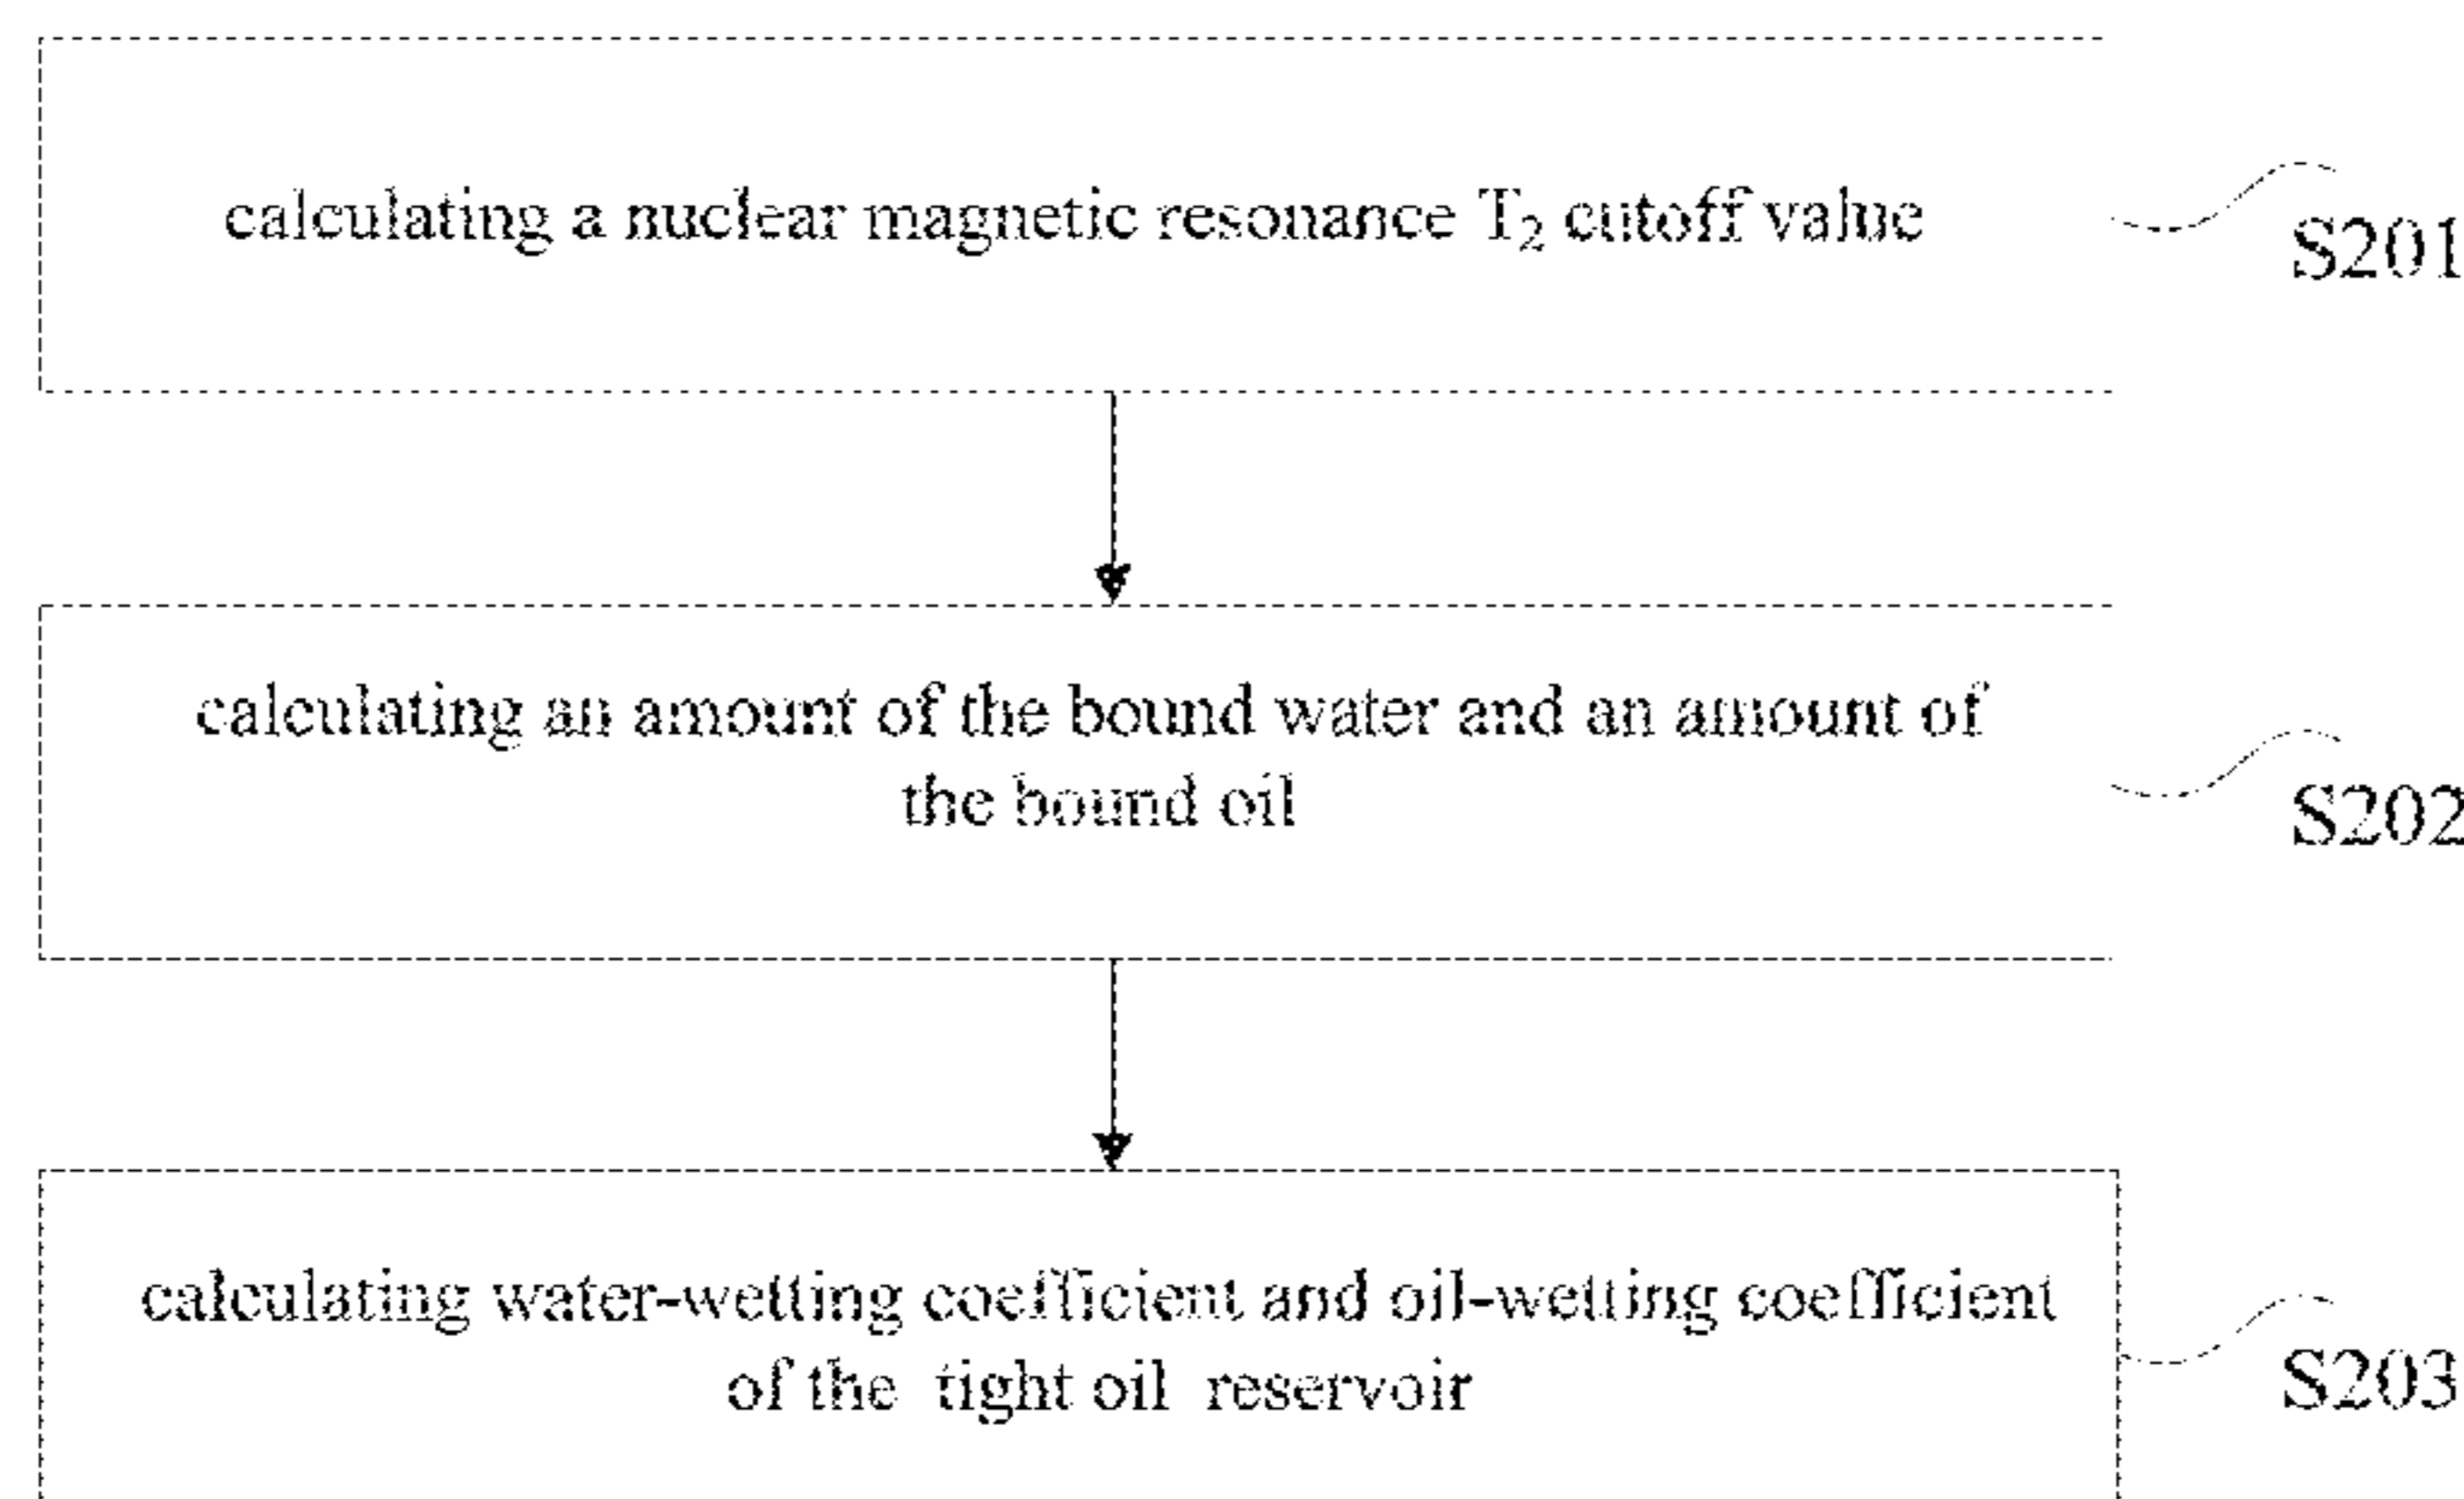 calculating a nuclear magnetic resonance T₂ cutoff value
S201
calculating an amount of the bound water and an amount of
the bound oil
S202
calculating water-wetting coefficient and oil-wetting coefficient
of the tight oil reservoir
S203